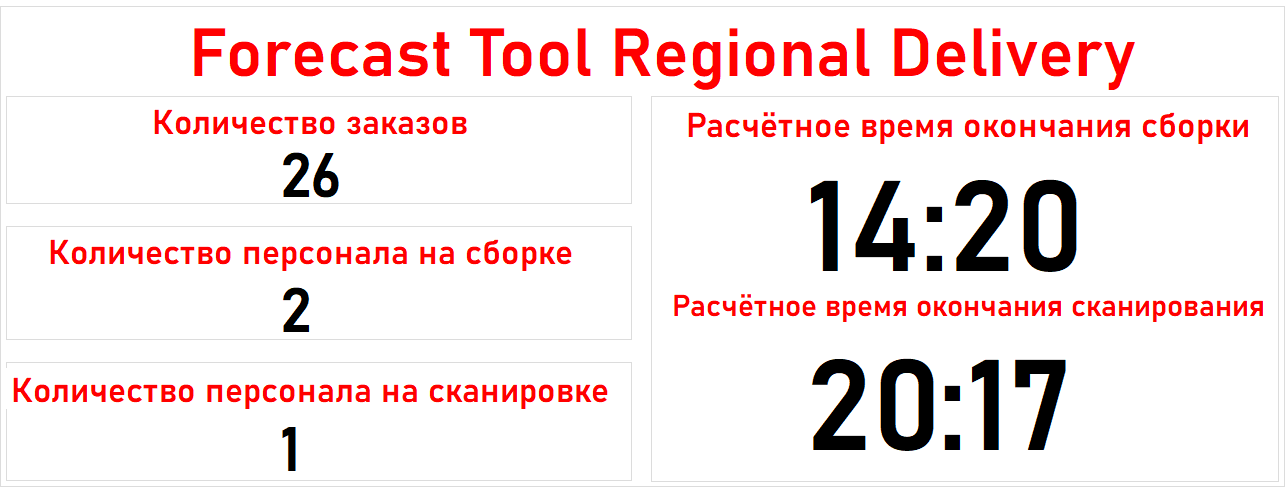 Forecast Tool Regional Delivery
Количество заказов
26
Количество персонала на сборке
2
Количество персонала на сканировке
1
Расчётное время окончания сборки
14:20
Расчётное время окончания сканирования
20:17